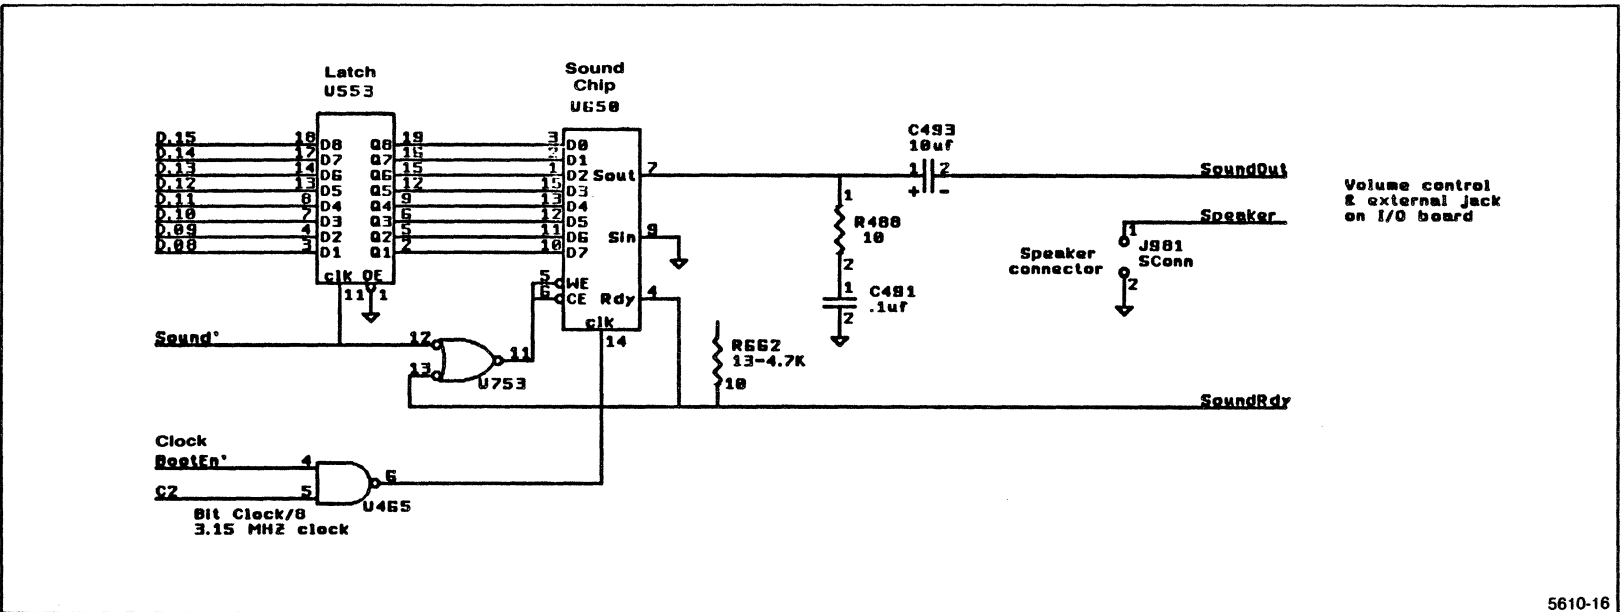 Latch
U553
Sound
Chip
U650
D.15 18 D8 Q8 19 3 D0
D.14 17 D7 Q7 16 D1
D.13 14 D6 Q6 15 1 D2 Sout 7
D.12 13 D5 Q5 12 15 D3
D.11 8 D4 Q4 9 13 D4
D.10 7 D3 Q3 6 12 D5
D.09 4 D2 Q2 5 11 D6 Sin 9
D.08 3 D1 Q1 2 10 D7
clk OE
11 1
5 WE
6 CE Rdy 4
clk
14
C493
10uf
1 2
+ -
SoundOut
1
R488
10
2
1
C491
.1uf
2
Speaker
1
J981
SConn
2
Speaker
connector
Volume control
& external jack
on I/O board
Sound'
12
13
11
U753
R662
13-4.7K
10
SoundRdy
Clock
BootEn' 4
C2 5
6
U465
Bit Clock/8
3.15 MHZ clock
5610-16